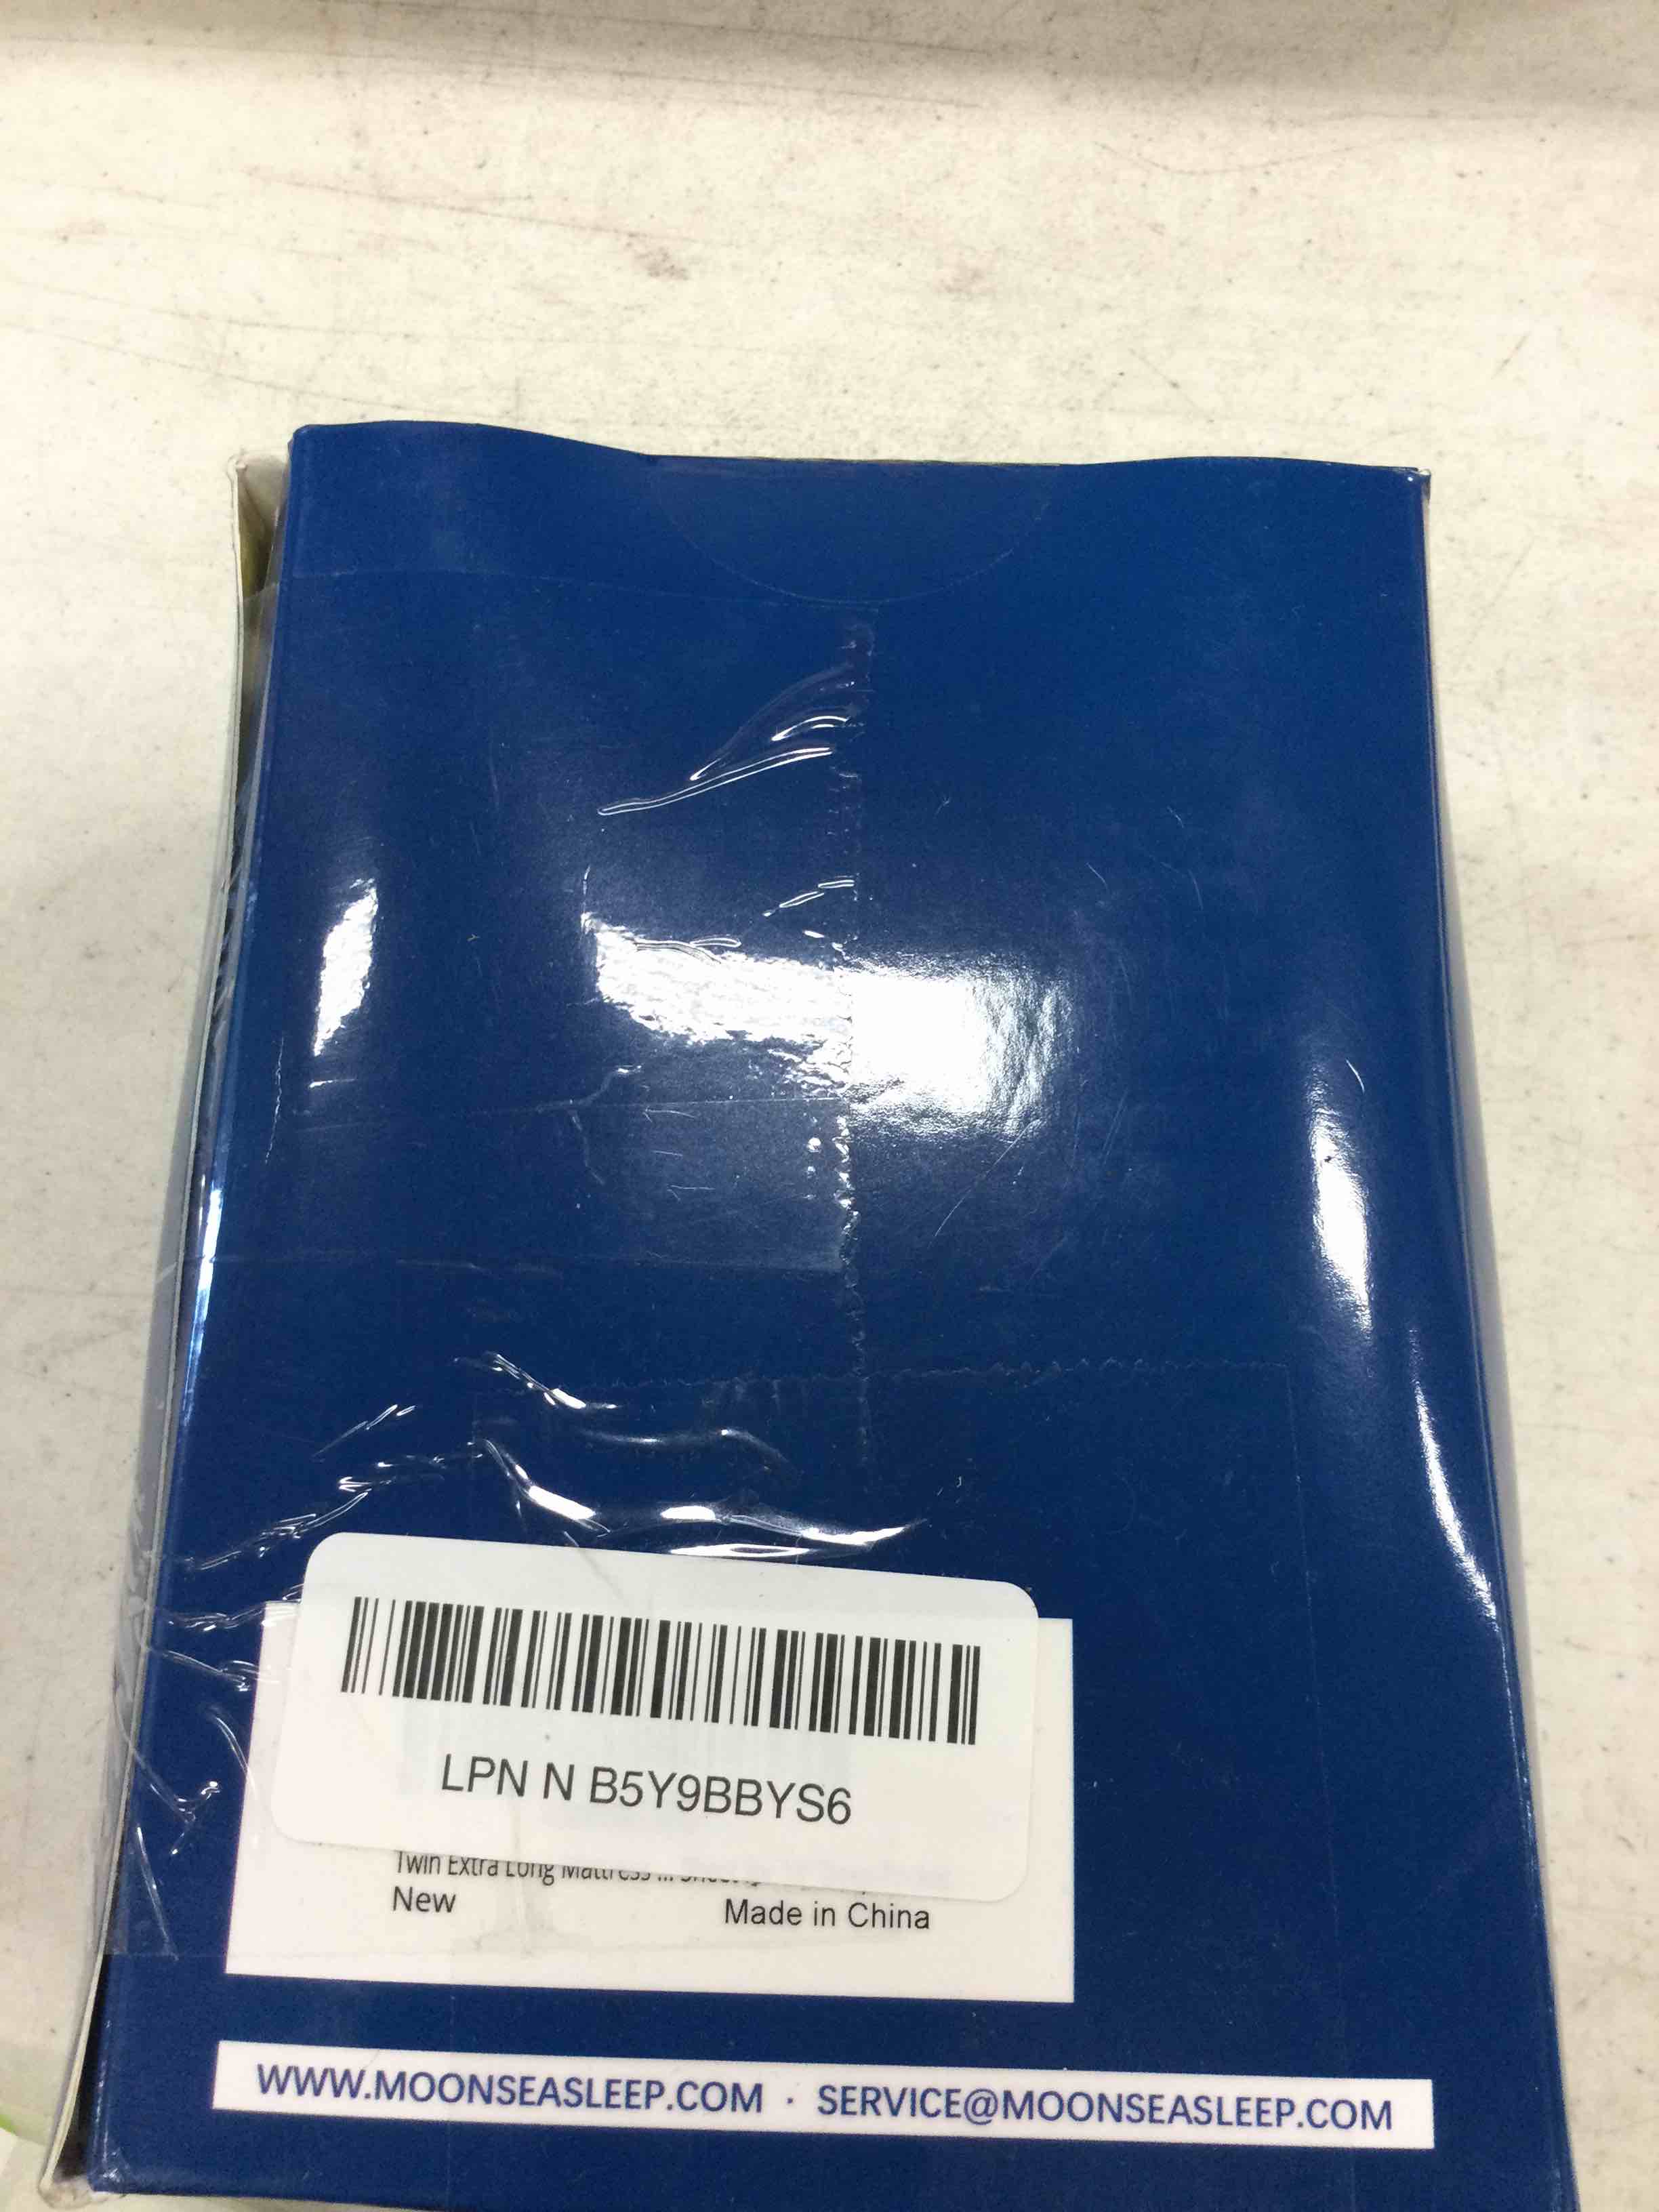 LPN N B5Y9BBYS6
Twin Extra Long Mattress ...
New
Made in China
WWW.MOONSEASLEEP.COM · SERVICE@MOONSEASLEEP.COM